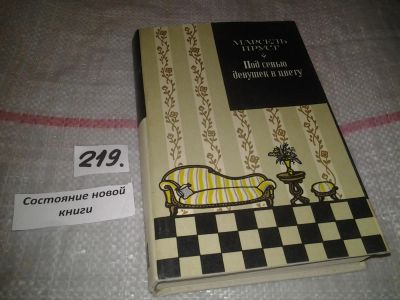 МАРСЕЛЬ
ПРУСТ
Под сенью
девушек в цвету
219.
Состояние новой
книги